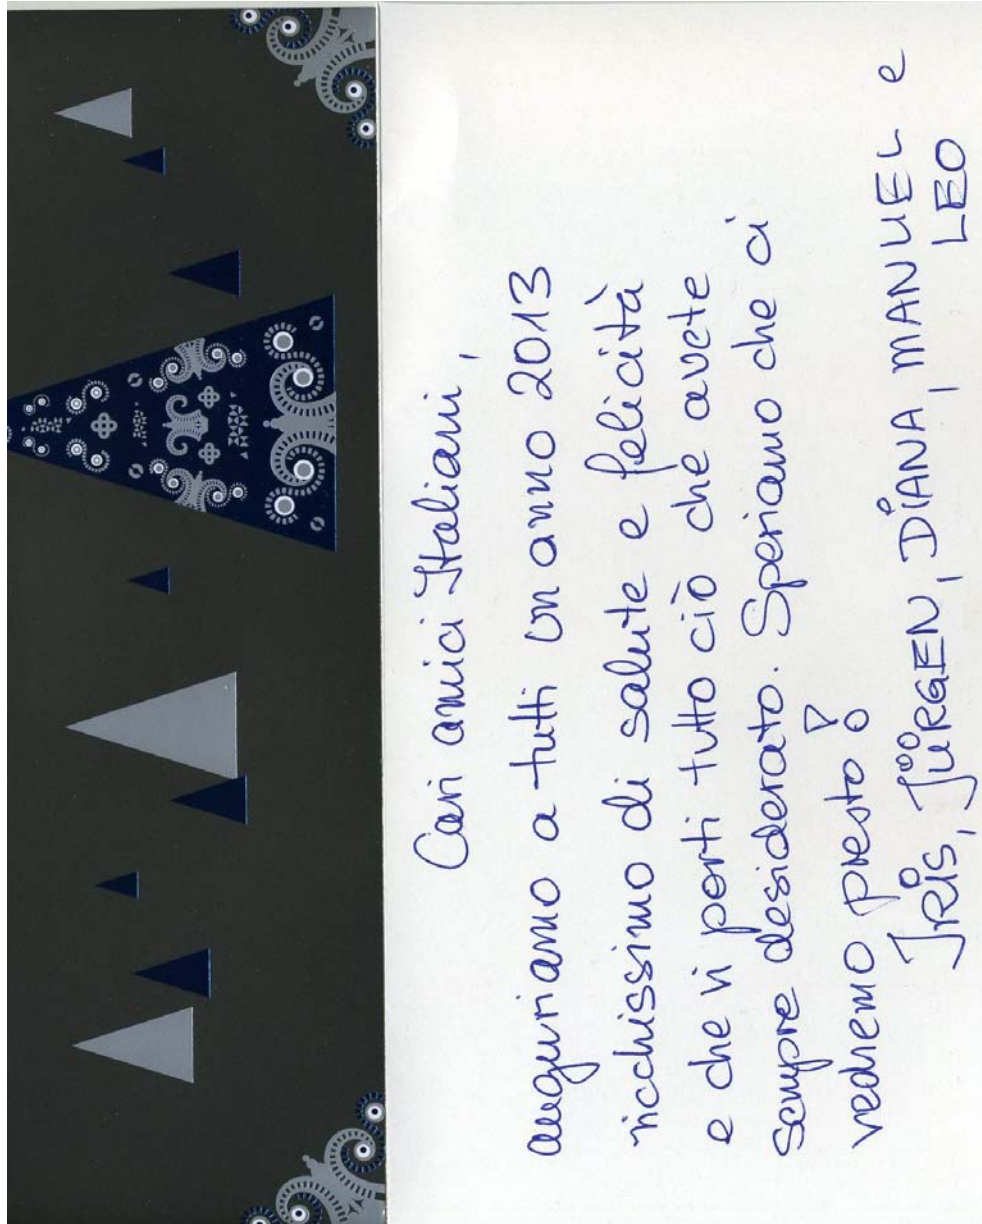 Cari amici Italiani,
auguriamo a tutti un anno 2013
ricchissimo di salute e felicità
e che vi porti tutto ciò che avete
sempre desiderato. Speriamo che ci
vedremo presto!
IRIS, JÜRGEN, DIANA, MANUEL e
LEO